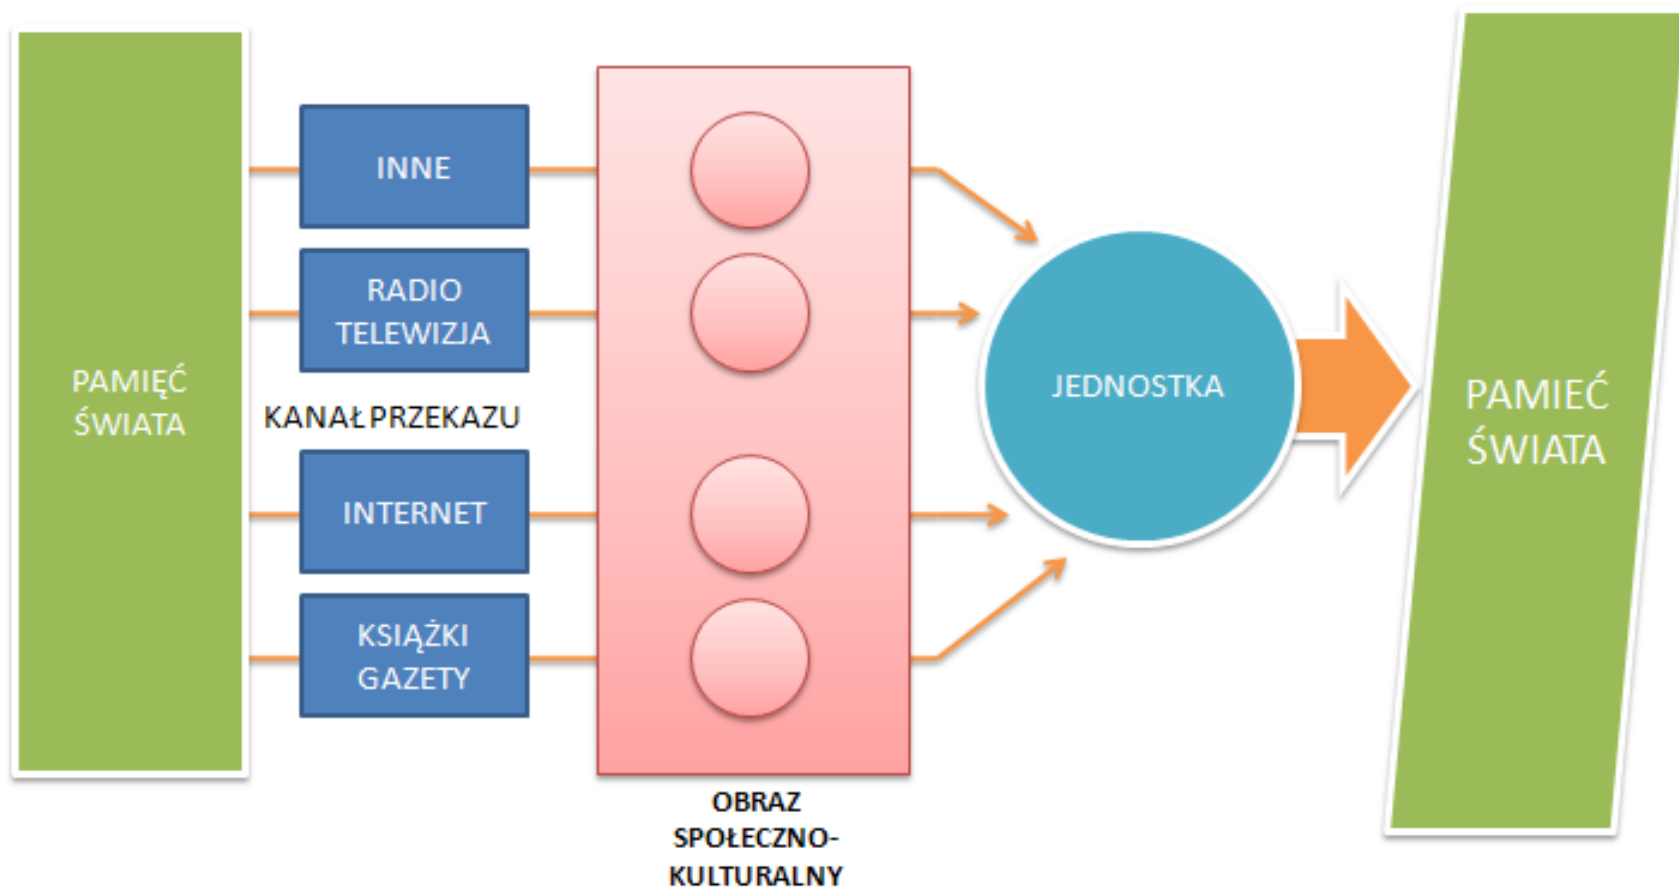 PAMIĘĆ
ŚWIATA
INNE
RADIO
TELEWIZJA
KANAŁ PRZEKAZU
INTERNET
KSIĄŻKI
GAZETY
OBRAZ
SPOŁECZNO-
KULTURALNY
JEDNOSTKA
PAMIEĆ
ŚWIATA